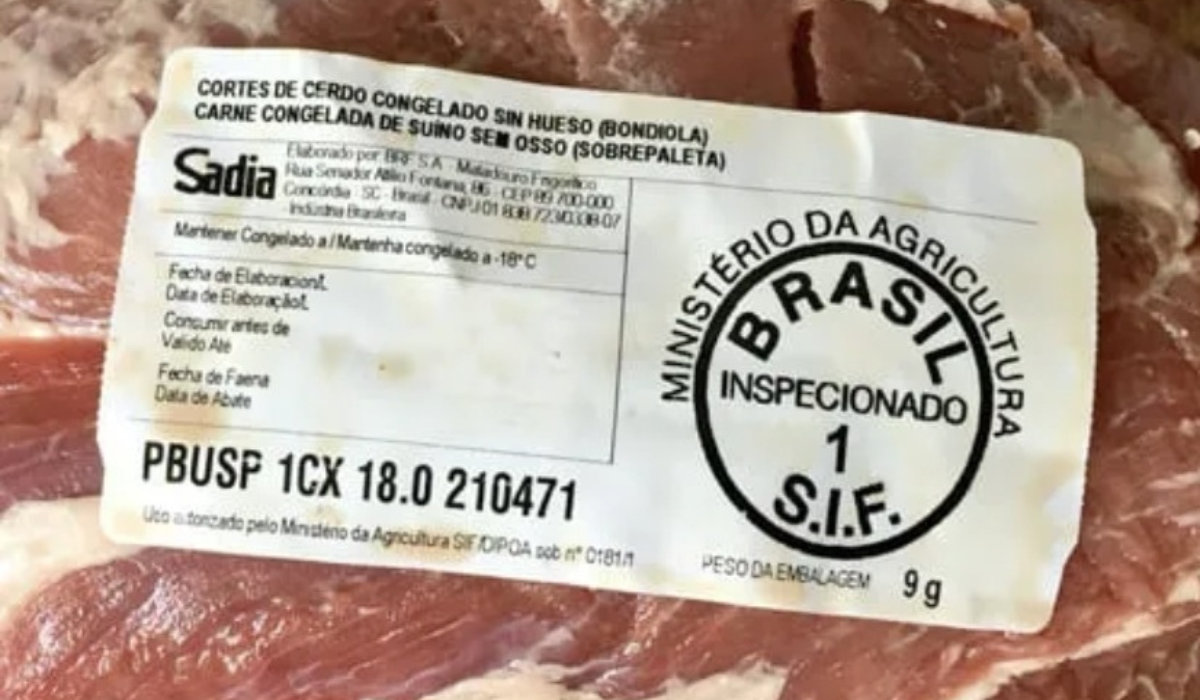 CORTES DE CERDO CONGELADO SIN HUESO (BONDIOLA)
CARNE CONGELADA DE SUÍNO SEM OSSO (SOBREPALETA)
Sadia
Elaborado por BRF S.A. - Matadouro Frigorífico
Rua Senador Atílio Fontana, 86 - CEP 89 700-000
Concórdia - SC - Brasil - CNPJ 01 838 723/0338-07
Indústria Brasileira
Mantener Congelado a / Mantenha congelado a -18°C
Fecha de Elaboracion/L
Data de Elaboração/L
Consumir antes de
Valido Até
Fecha de Faena
Data de Abate
PBUSP 1CX 18.0 210471
Uso autorizado pelo Ministério da Agricultura SIF/DIPOA sob nº 0181/1
MINISTÉRIO DA AGRICULTURA
BRASIL
INSPECIONADO
1
S.I.F.
PESO DA EMBALAGEM 9 g